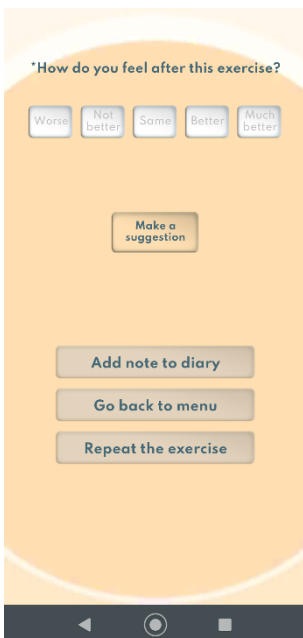 *How do you feel after this exercise?
Worse
Not
better
Same
Better
Much
better
Make a
suggestion
Add note to diary
Go back to menu
Repeat the exercise